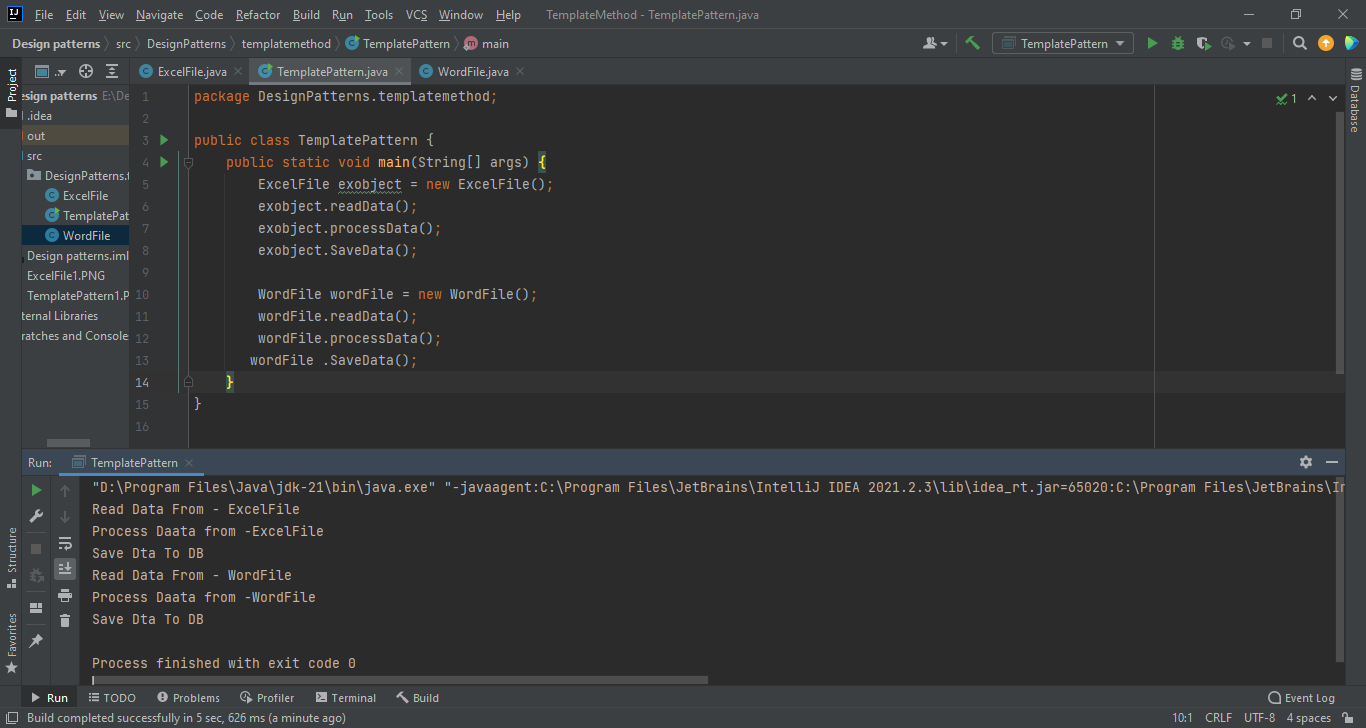 File Edit View Navigate Code Refactor Build Run Tools VCS Window Help TemplateMethod - TemplatePattern.java
Design patterns src DesignPatterns templatemethod TemplatePattern main TemplatePattern
Project
ExcelFile.java TemplatePattern.java WordFile.java
esign patterns E:\De
.idea
out
src
DesignPatterns.t
ExcelFile
TemplatePat
WordFile
Design patterns.iml
ExcelFile1.PNG
TemplatePattern1.P
ternal Libraries
ratches and Console
1 package DesignPatterns.templatemethod;
2
3 public class TemplatePattern {
4 public static void main(String[] args) {
5 ExcelFile exobject = new ExcelFile();
6 exobject.readData();
7 exobject.processData();
8 exobject.SaveData();
9
10 WordFile wordFile = new WordFile();
11 wordFile.readData();
12 wordFile.processData();
13 wordFile .SaveData();
14 }
15 }
16
1
Database
Run: TemplatePattern
"D:\Program Files\Java\jdk-21\bin\java.exe" "-javaagent:C:\Program Files\JetBrains\IntelliJ IDEA 2021.2.3\lib\idea_rt.jar=65020:C:\Program Files\JetBrains\In
Read Data From - ExcelFile
Process Daata from -ExcelFile
Save Dta To DB
Read Data From - WordFile
Process Daata from -WordFile
Save Dta To DB
Process finished with exit code 0
Structure
Favorites
Run TODO Problems Profiler Terminal Build Event Log
Build completed successfully in 5 sec, 626 ms (a minute ago) 10:1 CRLF UTF-8 4 spaces